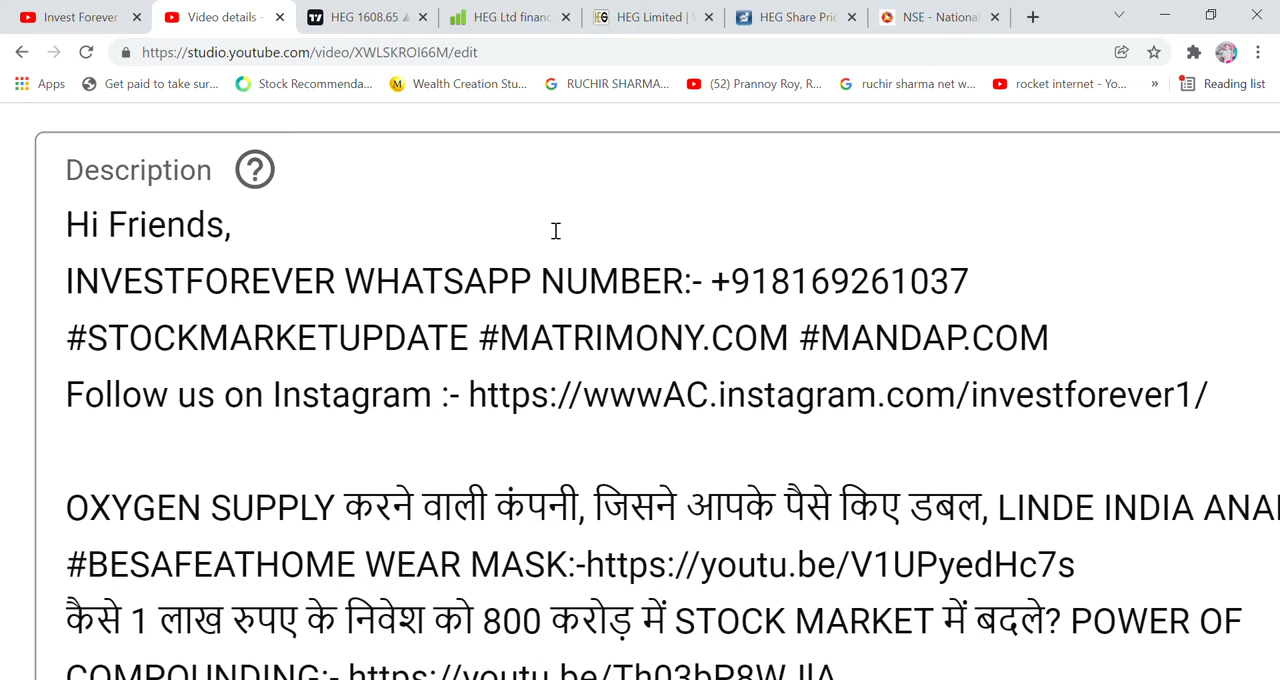 Invest Forever
Video details -
HEG 1608.65
HEG Ltd financ
HEG Limited |
HEG Share Pric
NSE - National
https://studio.youtube.com/video/XWLSKROI66M/edit
Apps
Get paid to take sur...
Stock Recommenda...
Wealth Creation Stu...
RUCHIR SHARMA...
(52) Prannoy Roy, R...
ruchir sharma net w...
rocket internet - Yo...
»
Reading list
Description ?
Hi Friends,
INVESTFOREVER WHATSAPP NUMBER:- +918169261037
#STOCKMARKETUPDATE #MATRIMONY.COM #MANDAP.COM
Follow us on Instagram :- https://wwwAC.instagram.com/investforever1/
OXYGEN SUPPLY करने वाली कंपनी, जिसने आपके पैसे किए डबल, LINDE INDIA ANA
#BESAFEATHOME WEAR MASK:-https://youtu.be/V1UPyedHc7s
कैसे 1 लाख रुपए के निवेश को 800 करोड़ में STOCK MARKET में बदले? POWER OF
COMPOUNDING:-